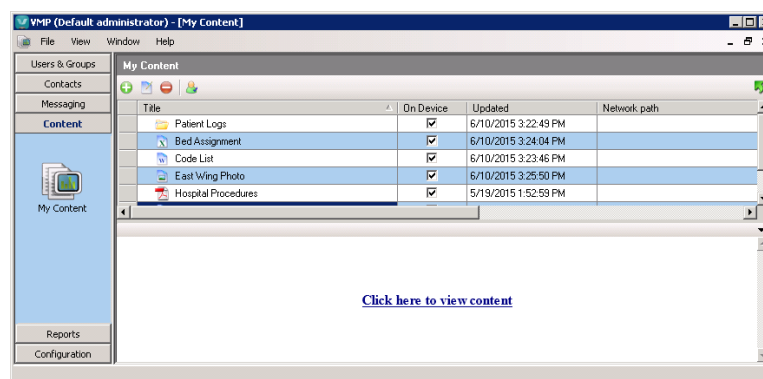 VMP (Default administrator) - [My Content]
File View Window Help
Users & Groups
Contacts
Messaging
Content
My Content
Reports
Configuration
My Content
Title On Device Updated Network path
Patient Logs 6/10/2015 3:22:49 PM
Bed Assignment 6/10/2015 3:24:04 PM
Code List 6/10/2015 3:23:46 PM
East Wing Photo 6/10/2015 3:25:50 PM
Hospital Procedures 5/19/2015 1:52:59 PM
Click here to view content